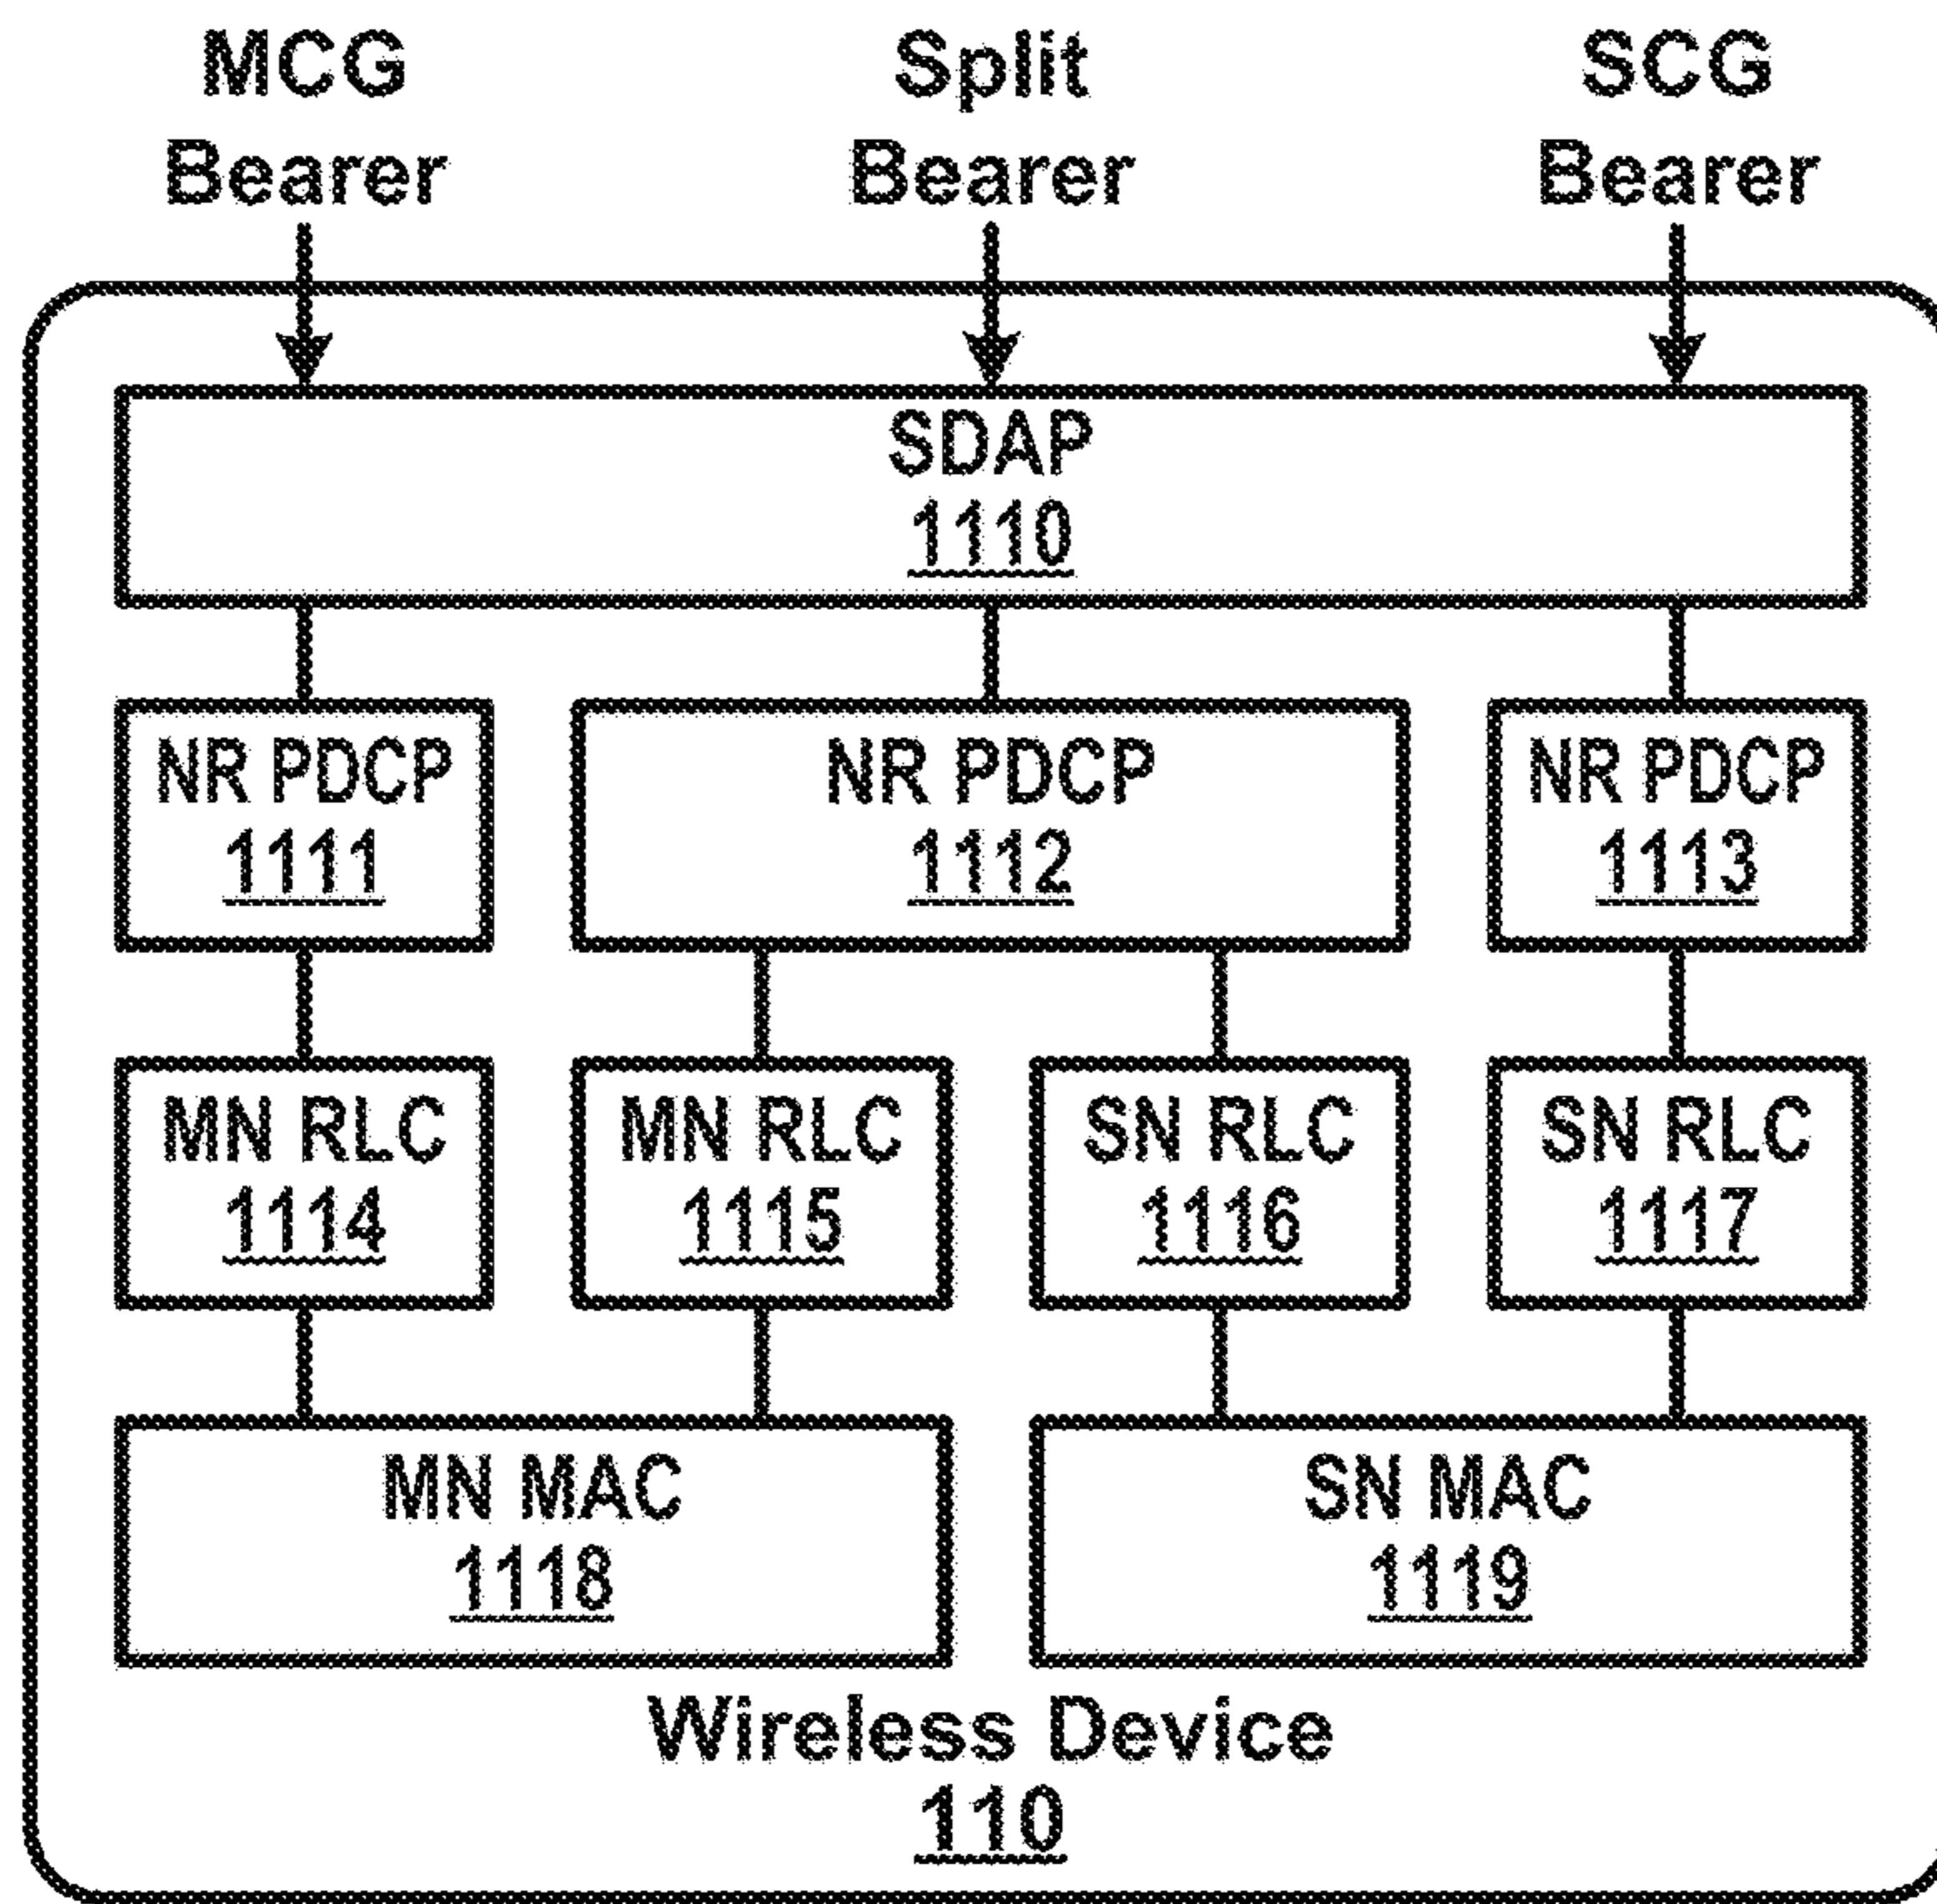 MCG Bearer
Split Bearer
SCG Bearer
SDAP
1110
NR PDCP
1111
NR PDCP
1112
NR PDCP
1113
MN RLC
1114
MN RLC
1115
SN RLC
1116
SN RLC
1117
MN MAC
1118
SN MAC
1119
Wireless Device
110